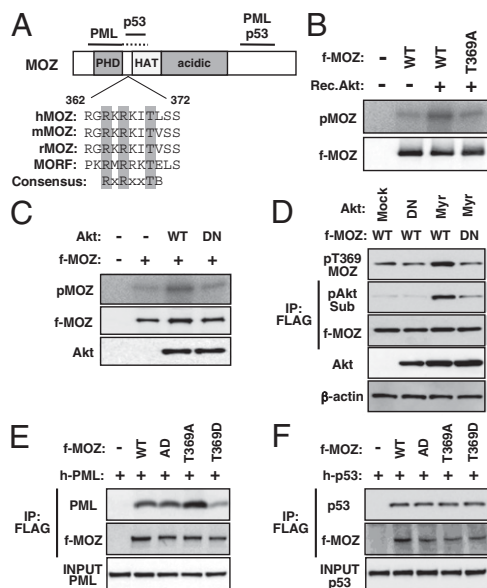 A
PML
p53
PML
p53
MOZ
PHD
HAT
acidic
362
372
hMOZ: RGRKRKITLSS
mMOZ: RGRKRKITVSS
rMOZ: RGRKRKITVSS
MORF: PKRMRRKTELS
Consensus: RxRxxTB
B
f-MOZ: - WT WT T369A
Rec.Akt: - - + +
pMOZ
f-MOZ
C
Akt: - - WT DN
f-MOZ: - + + +
pMOZ
f-MOZ
Akt
D
Akt: Mock DN Myr Myr
f-MOZ: WT WT WT DN
pT369
MOZ
pAkt
Sub
IP:
FLAG
f-MOZ
Akt
β-actin
E
f-MOZ: - WT AD T369A T369D
h-PML: + + + + +
PML
IP:
FLAG
f-MOZ
INPUT
PML
F
f-MOZ: - WT AD T369A T369D
h-p53: + + + + +
p53
IP:
FLAG
f-MOZ
INPUT
p53